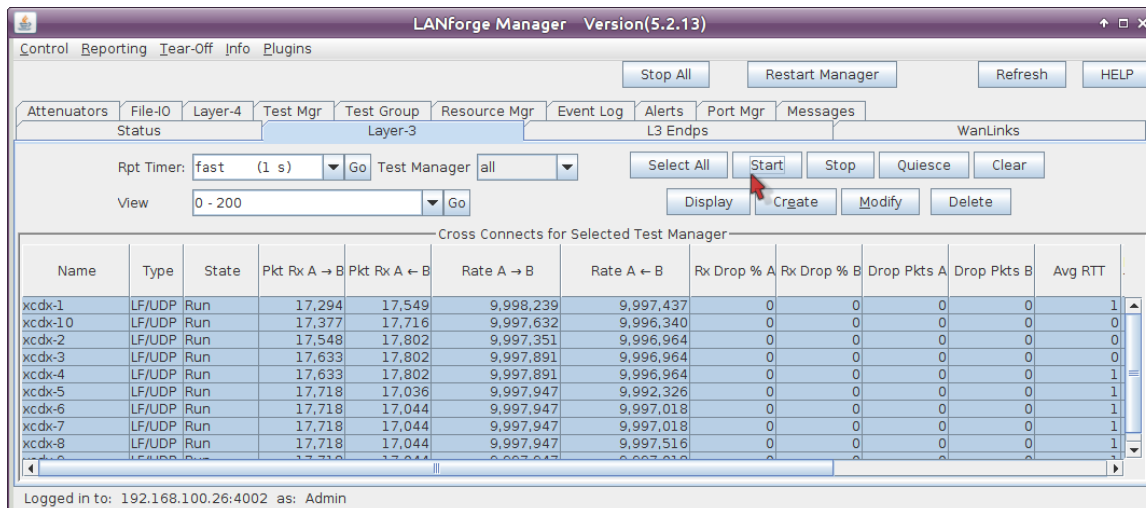 LANforge Manager Version(5.2.13)
Control Reporting Tear-Off Info Plugins
Stop All Restart Manager Refresh HELP
Attenuators File-IO Layer-4 Test Mgr Test Group Resource Mgr Event Log Alerts Port Mgr Messages
Status Layer-3 L3 Endps WanLinks
Rpt Timer: fast (1 s) Go Test Manager all Select All Start Stop Quiesce Clear
View 0 - 200 Go Display Create Modify Delete
Cross Connects for Selected Test Manager
Name Type State Pkt Rx A → B Pkt Rx A ← B Rate A → B Rate A ← B Rx Drop % A Rx Drop % B Drop Pkts A Drop Pkts B Avg RTT
xcdx-1 LF/UDP Run 17,294 17,549 9,998,239 9,997,437 0 0 0 0 1
xcdx-10 LF/UDP Run 17,377 17,716 9,997,632 9,996,340 0 0 0 0 0
xcdx-2 LF/UDP Run 17,548 17,802 9,997,351 9,996,964 0 0 0 0 0
xcdx-3 LF/UDP Run 17,633 17,802 9,997,891 9,996,964 0 0 0 0 1
xcdx-4 LF/UDP Run 17,633 17,802 9,997,891 9,996,964 0 0 0 0 1
xcdx-5 LF/UDP Run 17,718 17,036 9,997,947 9,992,326 0 0 0 0 1
xcdx-6 LF/UDP Run 17,718 17,044 9,997,947 9,997,018 0 0 0 0 1
xcdx-7 LF/UDP Run 17,718 17,044 9,997,947 9,997,018 0 0 0 0 1
xcdx-8 LF/UDP Run 17,718 17,044 9,997,947 9,997,516 0 0 0 0 1
Logged in to: 192.168.100.26:4002 as: Admin